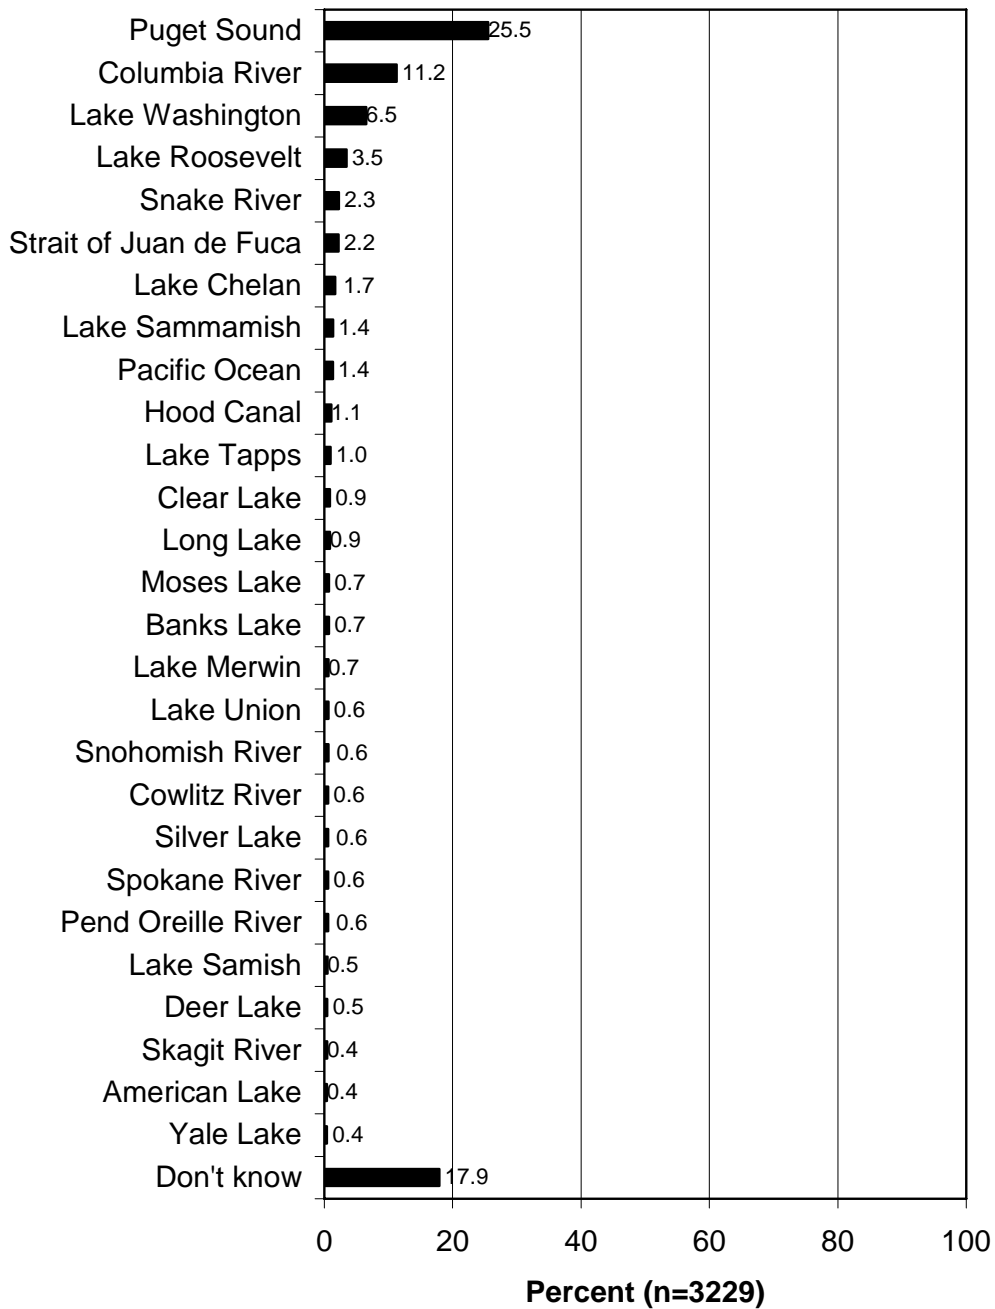 Puget Sound 25.5
Columbia River 11.2
Lake Washington 6.5
Lake Roosevelt 3.5
Snake River 2.3
Strait of Juan de Fuca 2.2
Lake Chelan 1.7
Lake Sammamish 1.4
Pacific Ocean 1.4
Hood Canal 1.1
Lake Tapps 1.0
Clear Lake 0.9
Long Lake 0.9
Moses Lake 0.7
Banks Lake 0.7
Lake Merwin 0.7
Lake Union 0.6
Snohomish River 0.6
Cowlitz River 0.6
Silver Lake 0.6
Spokane River 0.6
Pend Oreille River 0.6
Lake Samish 0.5
Deer Lake 0.5
Skagit River 0.4
American Lake 0.4
Yale Lake 0.4
Don't know 17.9
0 20 40 60 80 100
Percent (n=3229)